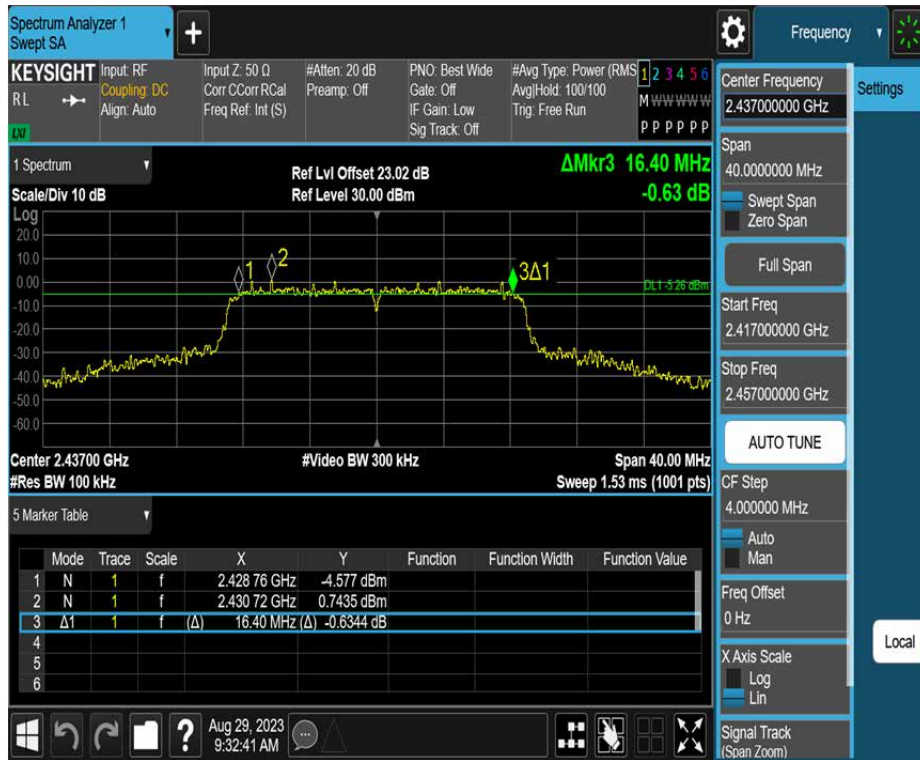 Spectrum Analyzer 1
Swept SA
+
Frequency
KEYSIGHT
RL
LXI
Input: RF
Coupling: DC
Align: Auto
Input Z: 50 Ω
Corr CCorr RCal
Freq Ref: Int (S)
#Atten: 20 dB
Preamp: Off
PNO: Best Wide
Gate: Off
IF Gain: Low
Sig Track: Off
#Avg Type: Power (RMS
Avg|Hold: 100/100
Trig: Free Run
1 2 3 4 5 6
M W W W W W
P P P P P P
1 Spectrum
Scale/Div 10 dB
Ref Lvl Offset 23.02 dB
Ref Level 30.00 dBm
ΔMkr3 16.40 MHz
-0.63 dB
Log
20.0
10.0
0.00
-10.0
-20.0
-30.0
-40.0
-50.0
-60.0
1
2
3Δ1
DL1 -5.26 dBm
Center 2.43700 GHz
#Res BW 100 kHz
#Video BW 300 kHz
Span 40.00 MHz
Sweep 1.53 ms (1001 pts)
5 Marker Table
Mode Trace Scale X Y Function Function Width Function Value
1 N 1 f 2.428 76 GHz -4.577 dBm
2 N 1 f 2.430 72 GHz 0.7435 dBm
3 Δ1 1 f (Δ) 16.40 MHz (Δ) -0.6344 dB
4
5
6
?
Aug 29, 2023
9:32:41 AM
Center Frequency
2.437000000 GHz
Span
40.0000000 MHz
Swept Span
Zero Span
Full Span
Start Freq
2.417000000 GHz
Stop Freq
2.457000000 GHz
AUTO TUNE
CF Step
4.000000 MHz
Auto
Man
Freq Offset
0 Hz
X Axis Scale
Log
Lin
Signal Track
(Span Zoom)
Settings
Local